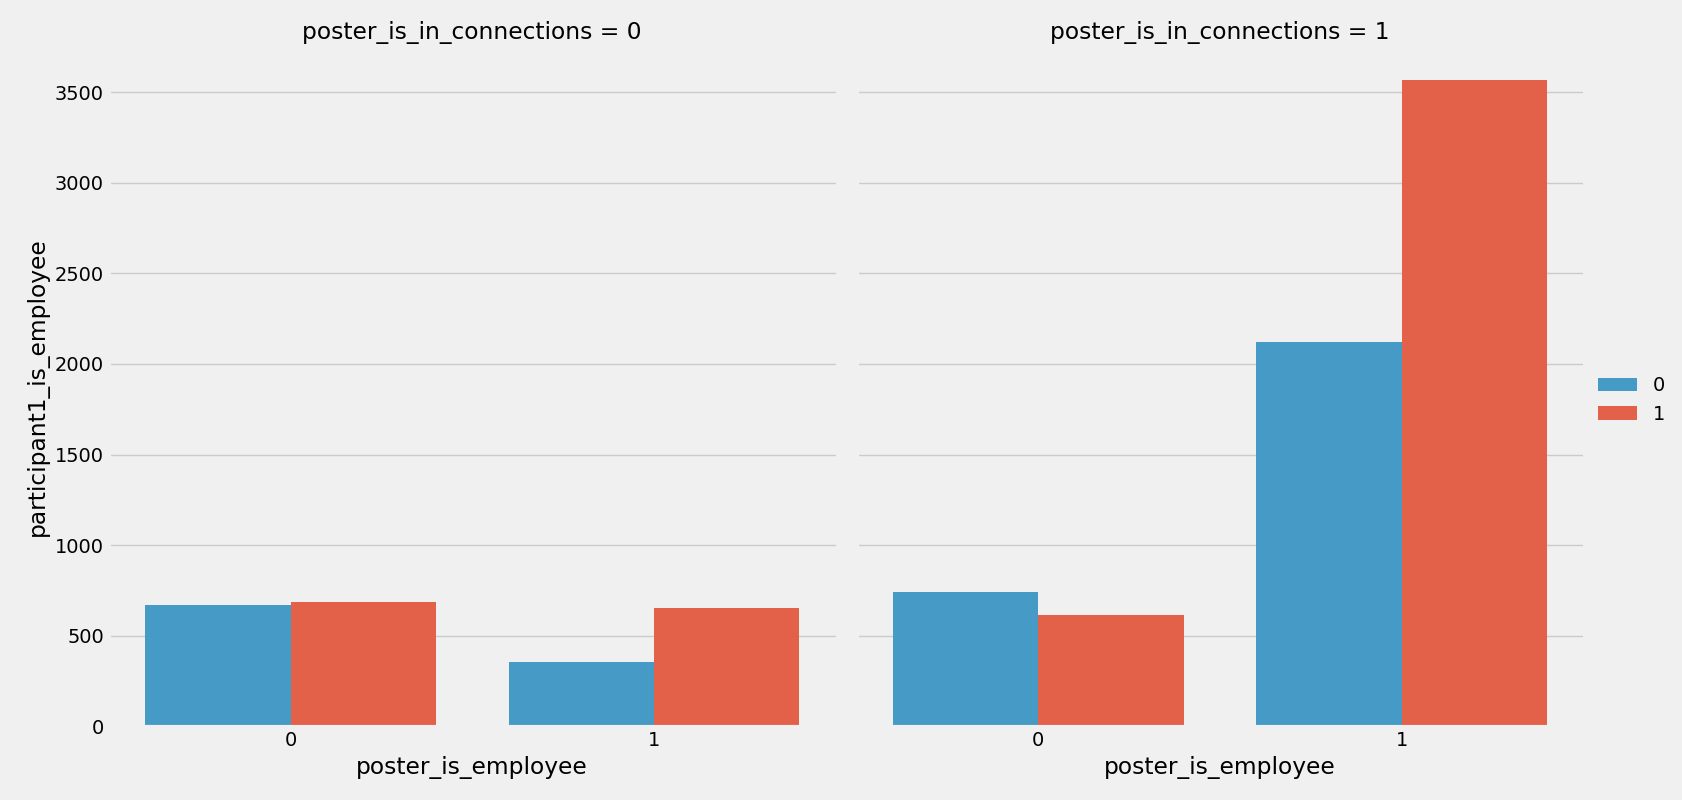 poster_is_in_connections = 0
poster_is_in_connections = 1
participant1_is_employee
3500
3000
2500
2000
1500
1000
500
0
0
1
0
1
poster_is_employee
poster_is_employee
0
1